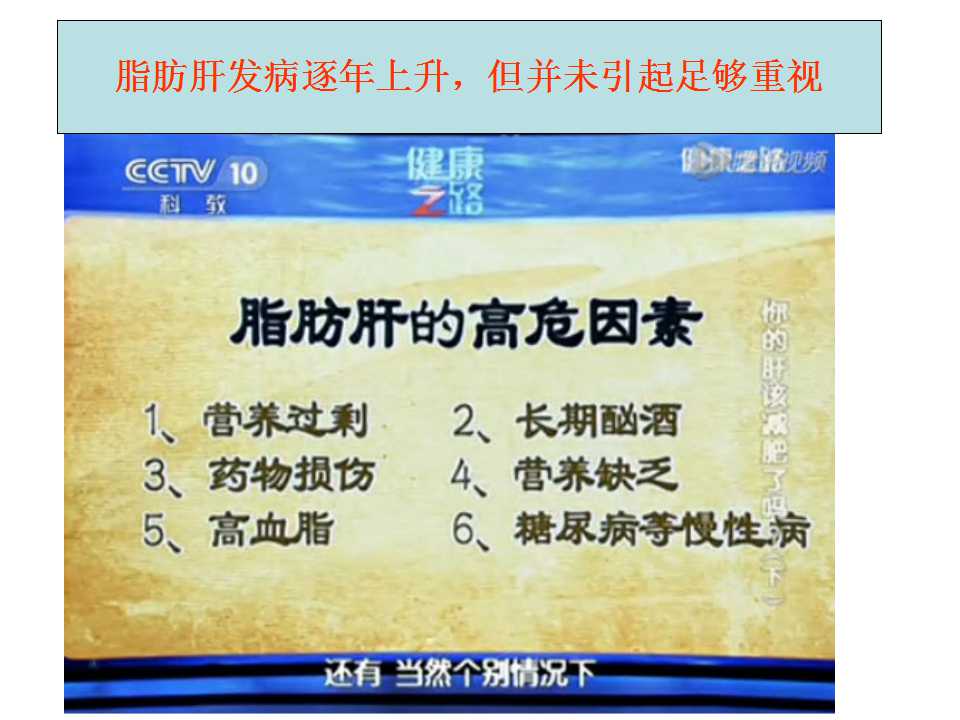 脂肪肝发病逐年上升，但并未引起足够重视
CCTV 10
科 教
健康
之路
健康之路
视频
脂肪肝的高危因素
1、营养过剩 2、长期酗酒
3、药物损伤 4、营养缺乏
5、高血脂 6、糖尿病等慢性病
你的肝该减肥了吗
（下）
还有 当然个别情况下